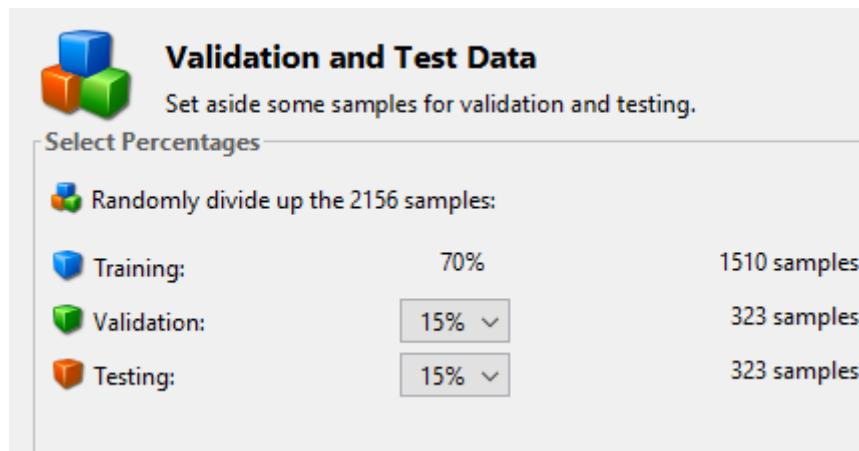 Validation and Test Data
Set aside some samples for validation and testing.
Select Percentages
Randomly divide up the 2156 samples:
Training: 70% 1510 samples
Validation: 15% 323 samples
Testing: 15% 323 samples